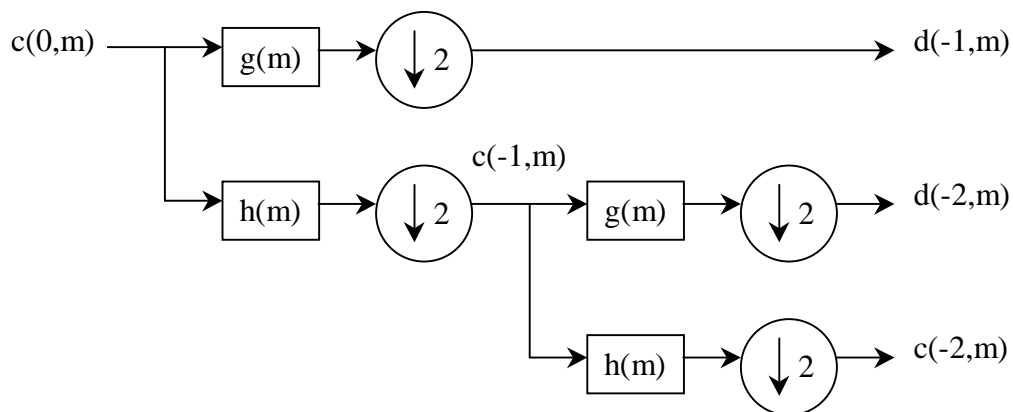 c(0,m) g(m) 2 d(-1,m)
c(-1,m)
h(m) 2 g(m) 2 d(-2,m)
h(m) 2 c(-2,m)